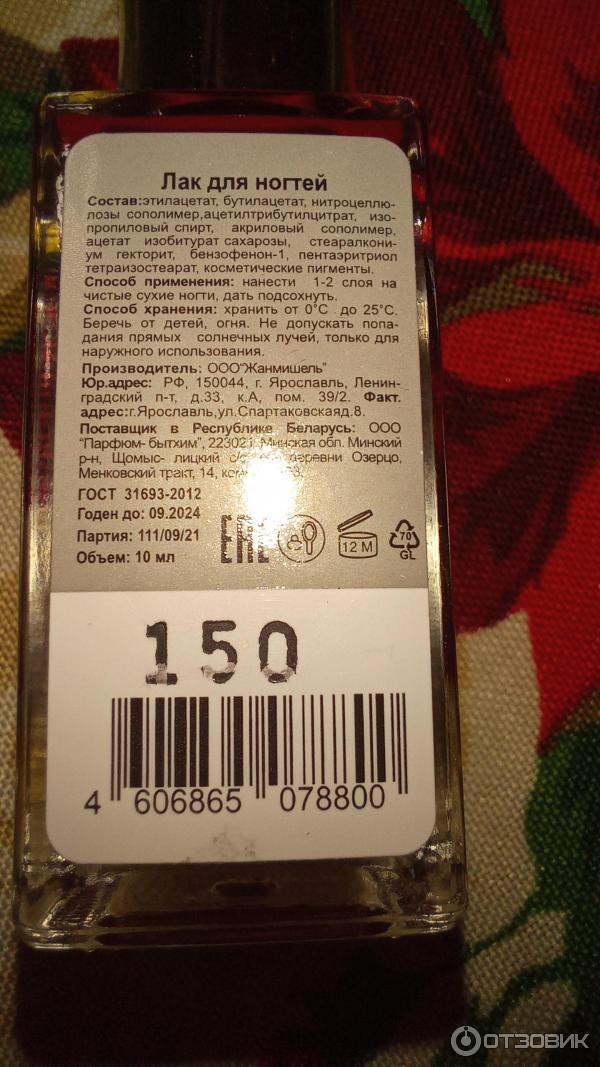 Лак для ногтей
Состав:этилацетат, бутилацетат, нитроцеллю-
лозы сополимер,ацетилтрибутилцитрат, изо-
пропиловый спирт, акриловый сополимер,
ацетат изобитурат сахарозы, стеаралкони-
ум гекторит, бензофенон-1, пентаэритриол
тетраизостеарат, косметические пигменты.
Способ применения: нанести 1-2 слоя на
чистые сухие ногти, дать подсохнуть.
Способ хранения: хранить от 0°С до 25°С.
Беречь от детей, огня. Не допускать попа-
дания прямых солнечных лучей, только для
наружного использования.
Производитель: ООО"Жанмишель"
Юр.адрес: РФ, 150044, г. Ярославль, Ленин-
градский п-т, д.33, к.А, пом. 39/2. Факт.
адрес:г.Ярославль,ул.Спартаковская д.8.
Поставщик в Республике Беларусь: ООО
"Парфюм- бытхим", 223021, Минская обл. Минский
р-н, Щомыс- лицкий с/с деревни Озерцо,
Менковский тракт, 14,
ГОСТ 31693-2012
Годен до: 09.2024
Партия: 111/09/21
Объем: 10 мл
EAC
12 M
70
GL
150
4 606865 078800
ОТЗОВИК